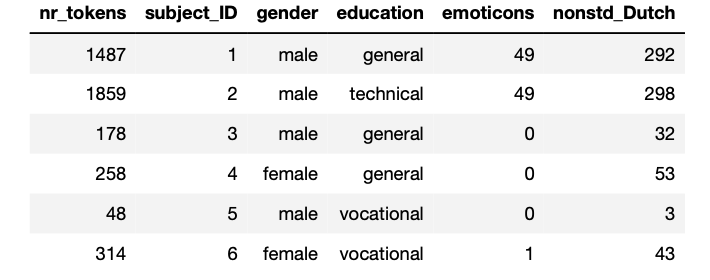 nr_tokens subject_ID gender education emoticons nonstd_Dutch
1487 1 male general 49 292
1859 2 male technical 49 298
178 3 male general 0 32
258 4 female general 0 53
48 5 male vocational 0 3
314 6 female vocational 1 43